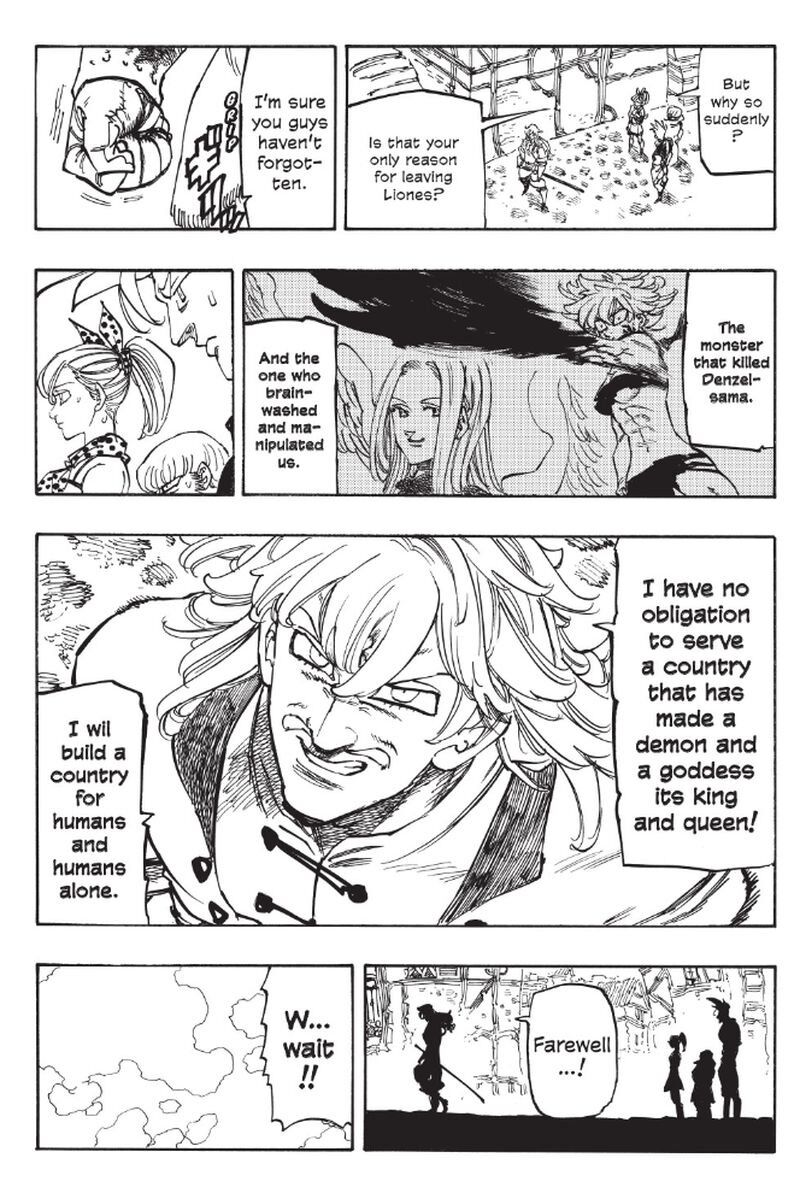 But
why so
suddenly
?
Is that your
only reason
for leaving
Liones?
I'm sure
you guys
haven't
forgot-
ten.
GRIP
The
monster
that killed
Denzel-
sama.
And the
one who
brain-
washed
and ma-
nipulated
us.
I have no
obligation
to serve
a country
that has
made a
demon and
a goddess
its king
and queen!
I wil
build a
country
for
humans
and
humans
alone.
Farewell
...!
W...
wait
!!